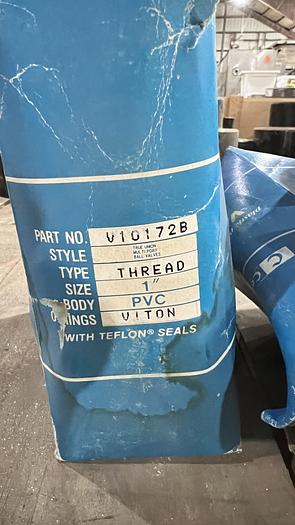 PART NO. V10172B
STYLE TRUE UNION
MULTI PORT
BALL VALVES
TYPE THREAD
SIZE 1"
BODY PVC
INGS VITON
WITH TEFLON® SEALS